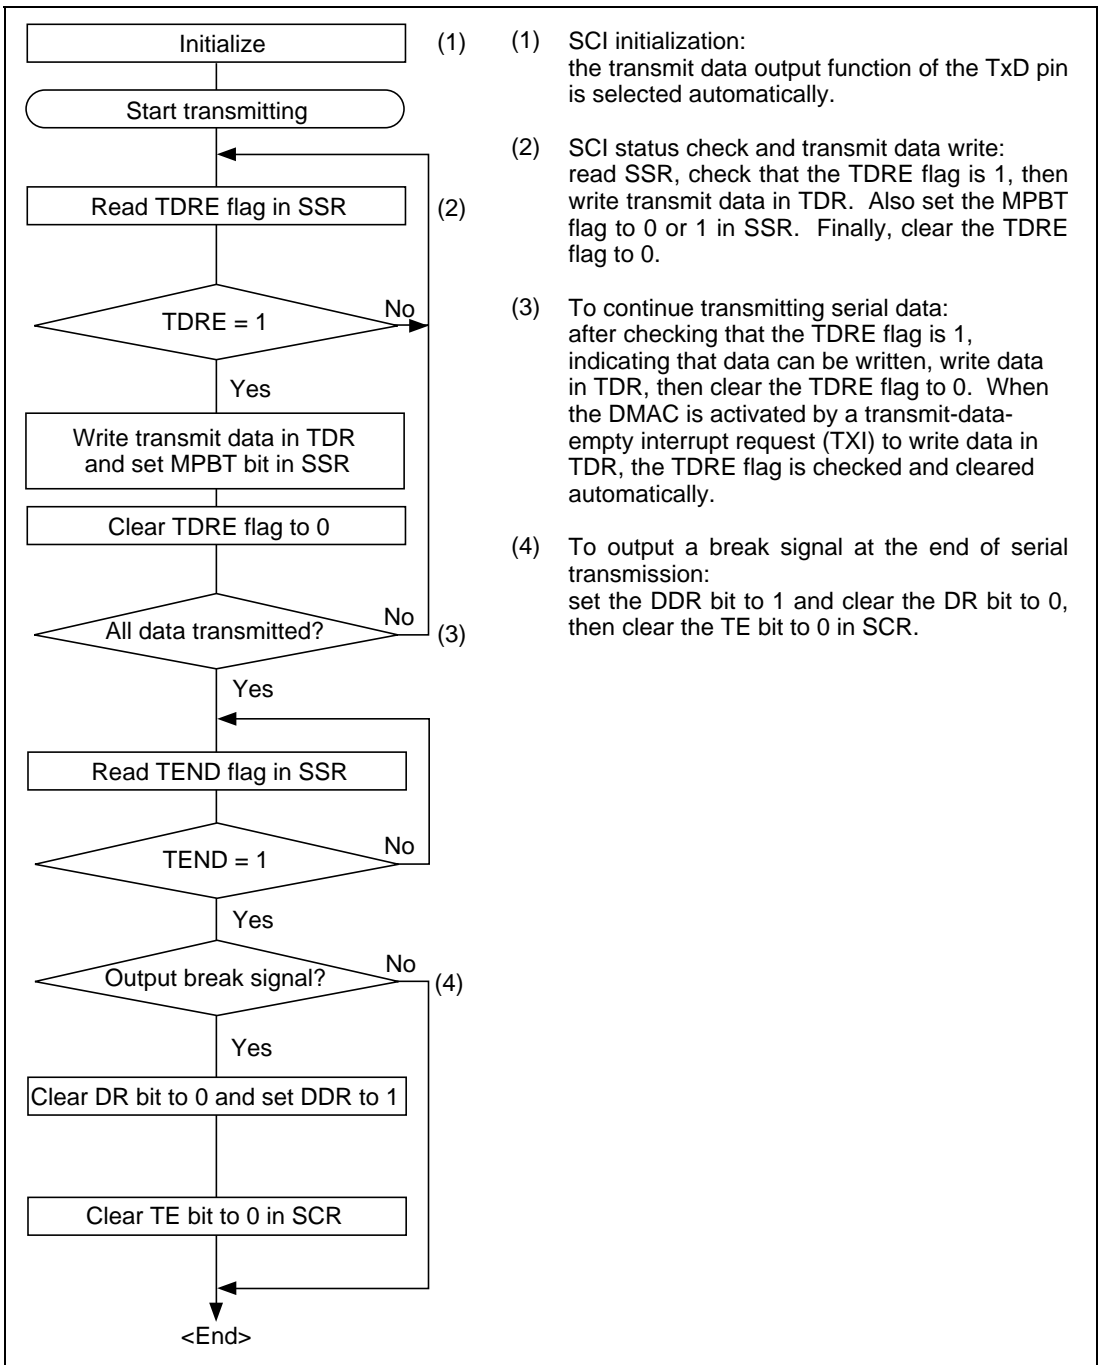 Initialize
(1)
Start transmitting
Read TDRE flag in SSR
(2)
TDRE = 1
No
Yes
Write transmit data in TDR
and set MPBT bit in SSR
Clear TDRE flag to 0
All data transmitted?
No
(3)
Yes
Read TEND flag in SSR
TEND = 1
No
Yes
Output break signal?
No
(4)
Yes
Clear DR bit to 0 and set DDR to 1
Clear TE bit to 0 in SCR
<End>
(1) SCI initialization:
the transmit data output function of the TxD pin
is selected automatically.
(2) SCI status check and transmit data write:
read SSR, check that the TDRE flag is 1, then
write transmit data in TDR. Also set the MPBT
flag to 0 or 1 in SSR. Finally, clear the TDRE
flag to 0.
(3) To continue transmitting serial data:
after checking that the TDRE flag is 1,
indicating that data can be written, write data
in TDR, then clear the TDRE flag to 0. When
the DMAC is activated by a transmit-data-
empty interrupt request (TXI) to write data in
TDR, the TDRE flag is checked and cleared
automatically.
(4) To output a break signal at the end of serial
transmission:
set the DDR bit to 1 and clear the DR bit to 0,
then clear the TE bit to 0 in SCR.